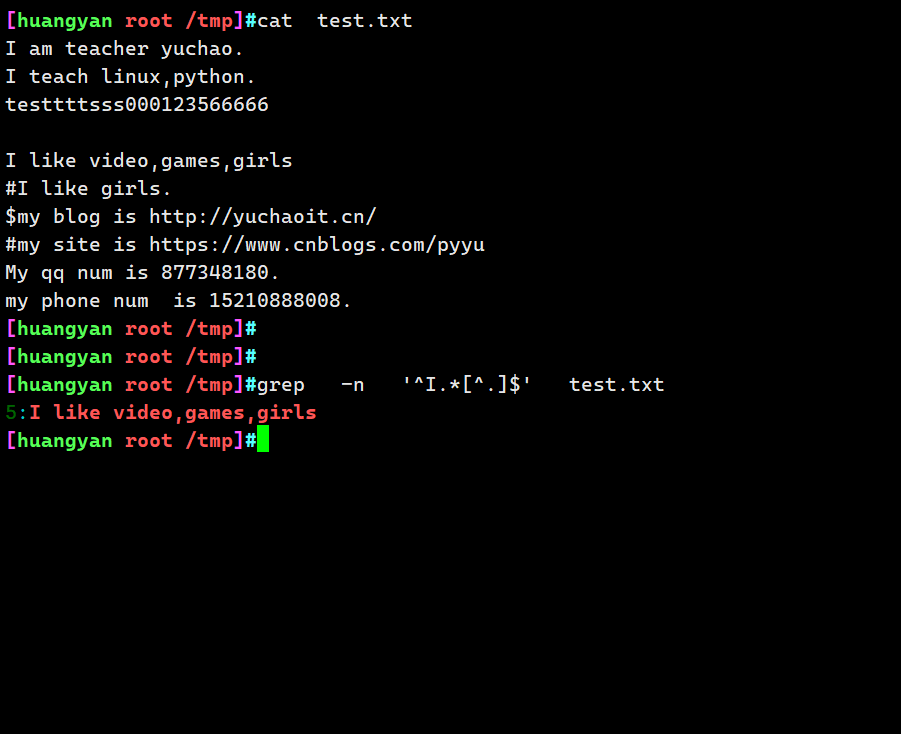 [huangyan root /tmp]#cat  test.txt
I am teacher yuchao.
I teach linux,python.
testtttsss000123566666

I like video,games,girls
#I like girls.
$my blog is http://yuchaoit.cn/
#my site is https://www.cnblogs.com/pyyu
My qq num is 877348180.
my phone num  is 15210888008.
[huangyan root /tmp]#
[huangyan root /tmp]#
[huangyan root /tmp]#grep   -n   '^I.*[^.]$'   test.txt
5:I like video,games,girls
[huangyan root /tmp]#